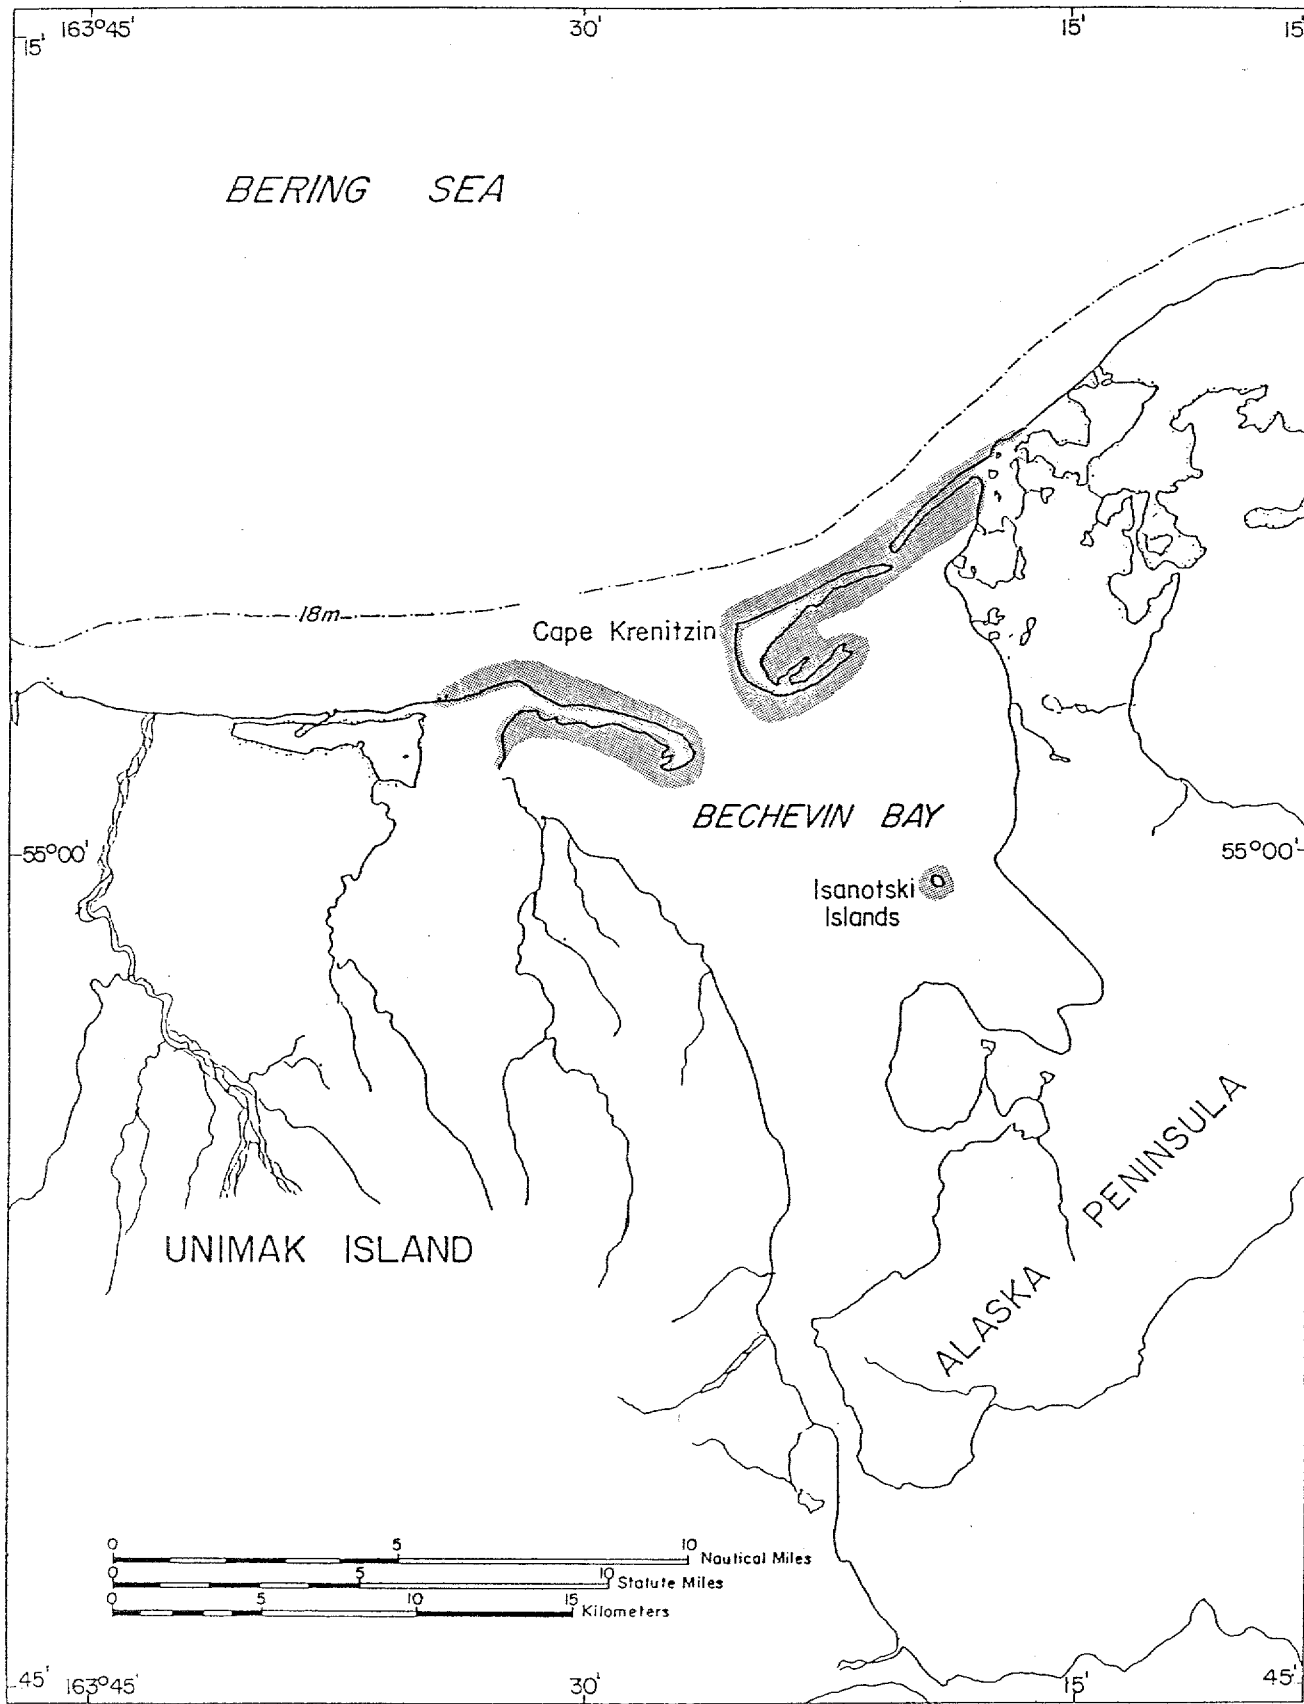 163°45' 30' 15' 15'
15'
BERING SEA
18m
Cape Krenitzin
BECHEVIN BAY
55°00' 55°00'
Isanotski
Islands
UNIMAK ISLAND
ALASKA PENINSULA
0 5 10 Nautical Miles
0 5 10 Statute Miles
0 5 10 15 Kilometers
45' 163°45' 30' 15' 45'